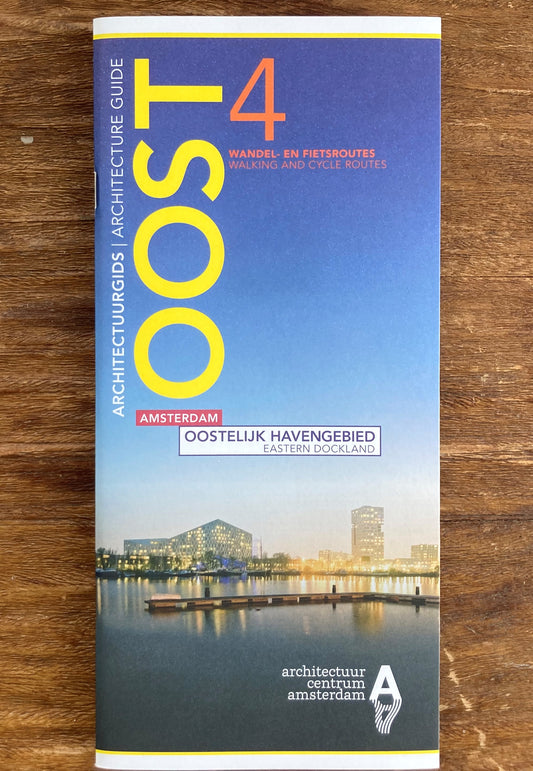 ARCHITECTUURGIDS | ARCHITECTURE GUIDE
OOST
4
WANDEL- EN FIETSROUTES
WALKING AND CYCLE ROUTES
AMSTERDAM
OOSTELIJK HAVENGEBIED
EASTERN DOCKLAND
architectuur
centrum
amsterdam
A